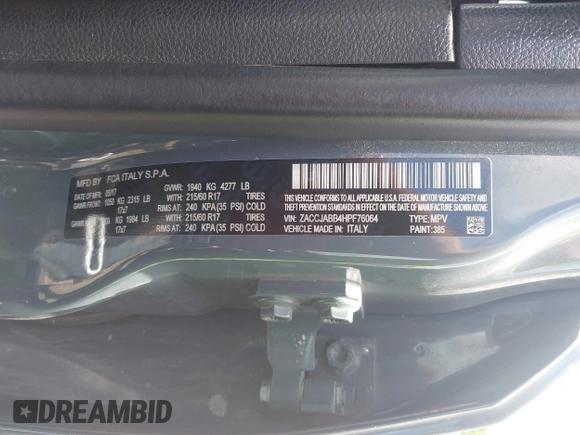 MFD BY: FCA ITALY S.P.A.
DATE OF MFR: 05/17 GVWR: 1940 KG 4277 LB
GAWR FRONT: 1050 KG 2315 LB WITH: 215/60 R17 TIRES
17x7 RIMS AT: 240 KPA (35 PSI) COLD
KG 1984 LB WITH: 215/60 R17 TIRES
17x7 RIMS AT: 240 KPA (35 PSI) COLD
THIS VEHICLE CONFORMS TO ALL APPLICABLE U.S.A. FEDERAL MOTOR VEHICLE
SAFETY, BUMPER, AND THEFT PREVENTION STANDARDS IN EFFECT ON THE DATE
OF MANUFACTURE SHOWN ABOVE.
VIN: ZACCJABB4HPF76064 TYPE: MPV
VEHICLE MADE IN: ITALY PAINT: 385
DREAMBID